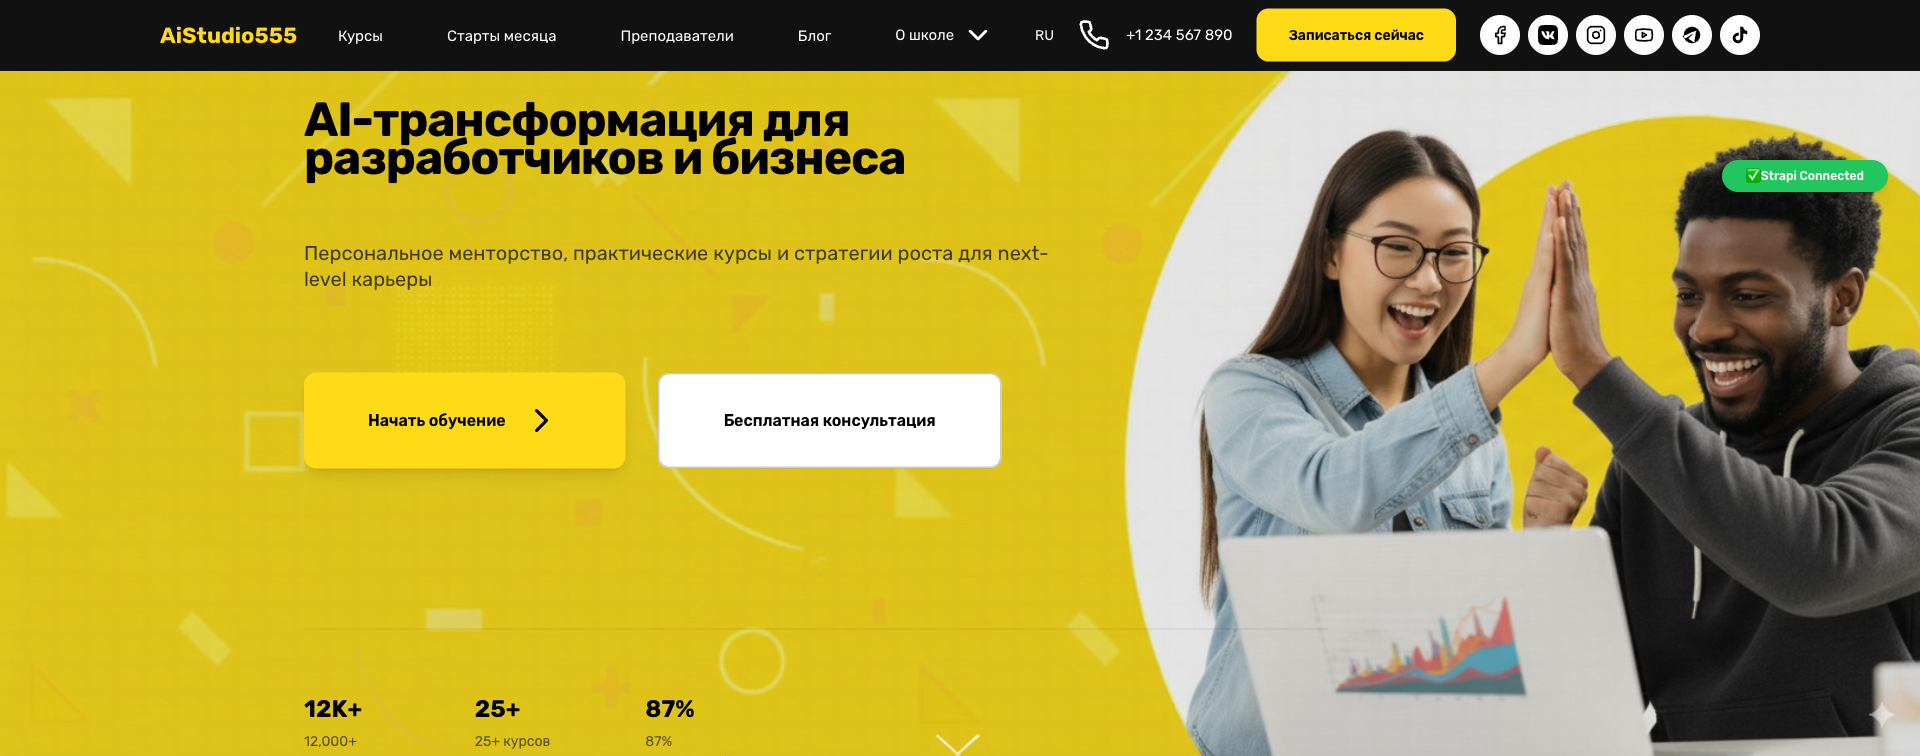 AiStudio555
Курсы
Старты месяца
Преподаватели
Блог
О школе
RU
+1 234 567 890
Записаться сейчас
AI-трансформация для
разработчиков и бизнеса
✅Strapi Connected
Персональное менторство, практические курсы и стратегии роста для next-
level карьеры
Начать обучение
Бесплатная консультация
12K+
25+
87%
12,000+
25+ курсов
87%